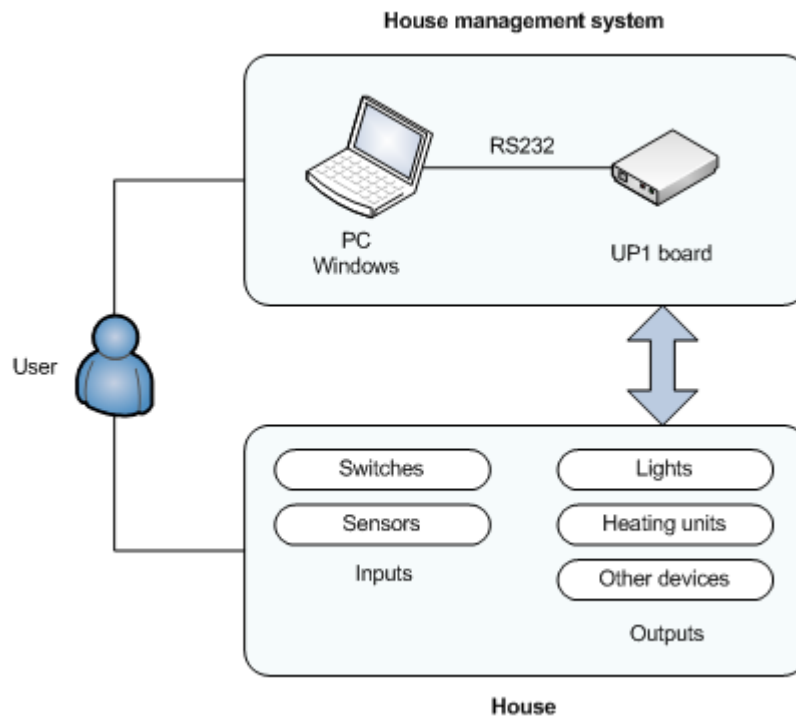 House management system
RS232
PC
Windows
UP1 board
User
Switches
Sensors
Inputs
Lights
Heating units
Other devices
Outputs
House